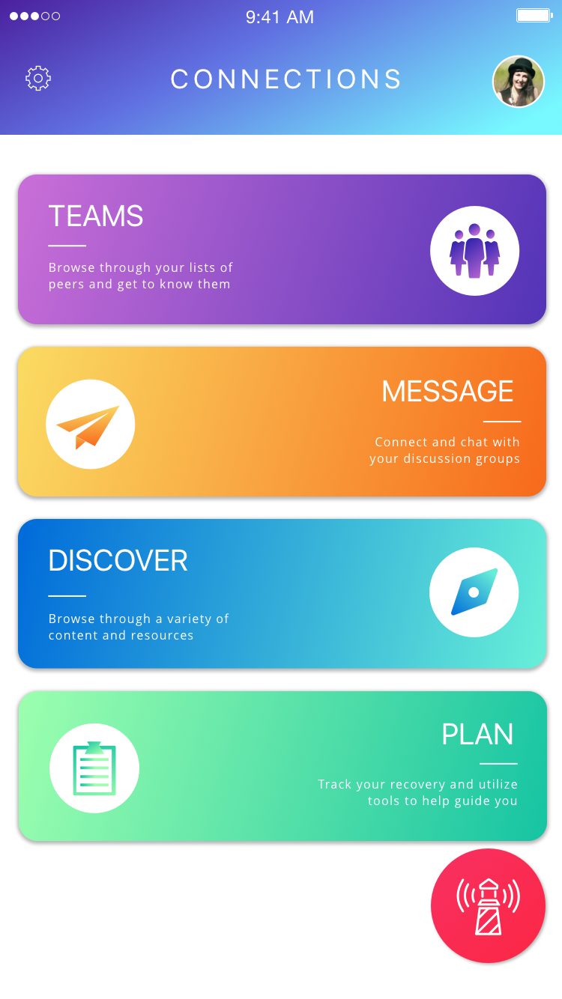 9:41 AM
CONNECTIONS
TEAMS
Browse through your lists of
peers and get to know them
MESSAGE
Connect and chat with
your discussion groups
DISCOVER
Browse through a variety of
content and resources
PLAN
Track your recovery and utilize
tools to help guide you